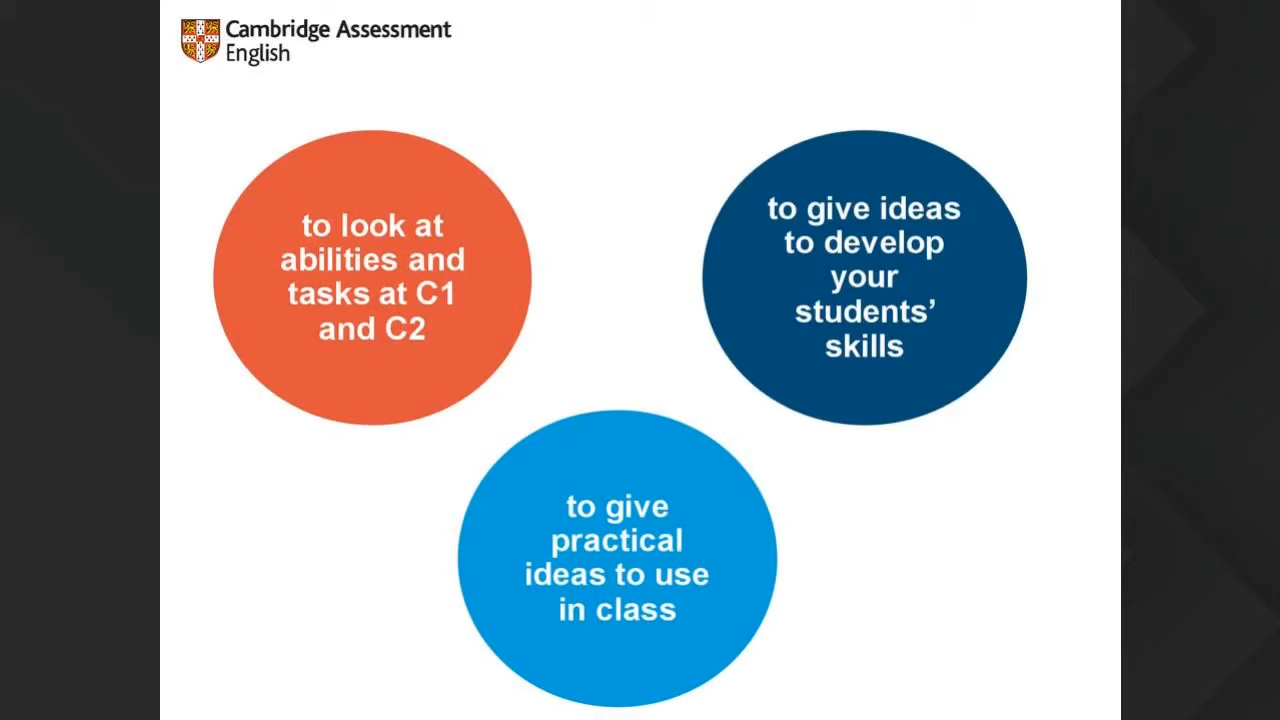 Cambridge Assessment
English
to look at
abilities and
tasks at C1
and C2
to give ideas
to develop
your
students’
skills
to give
practical
ideas to use
in class